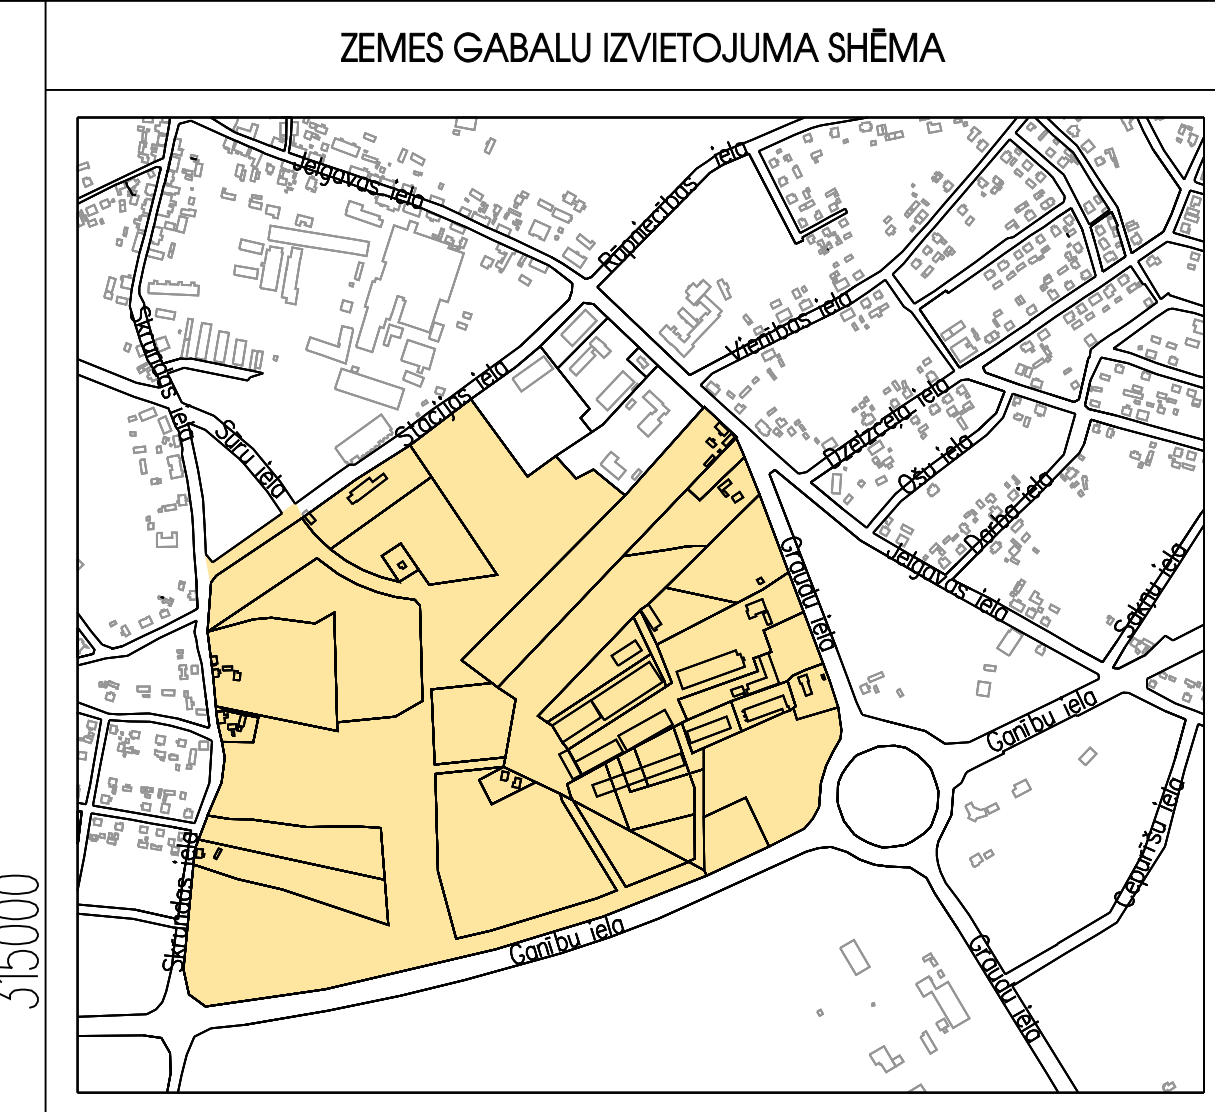 ZEMES GABALU IZVIETOJUMA SHĒMA
Jelgavas iela
Rūpniecības iela
Vienības iela
Skrundas iela
Sūru iela
Stacijas iela
Dzelzceļa iela
Ošu iela
Darba iela
Jelgavas iela
Sakņu iela
Graudu iela
Ganību iela
Skrundas iela
Ganību iela
Graudu iela
Cepurīšu iela
315000